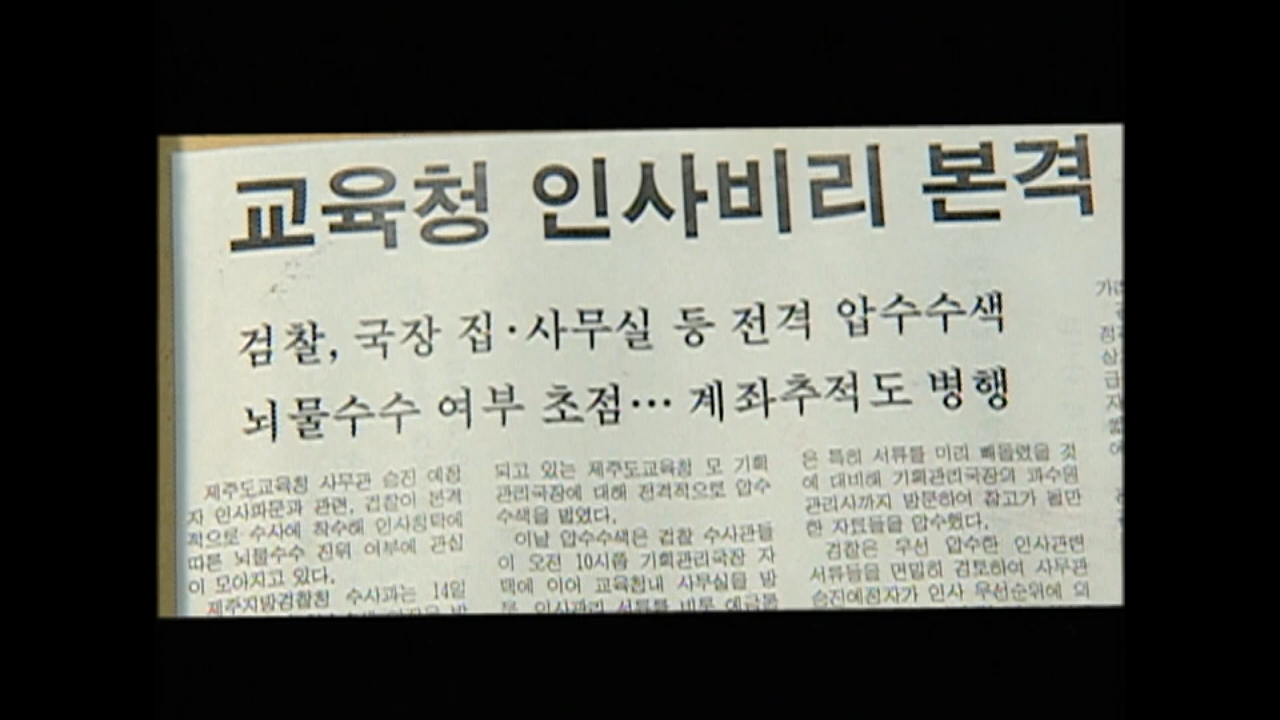 교육청 인사비리 본격
검찰, 국장 집·사무실 등 전격 압수수색
뇌물수수 여부 초점… 계좌추적도 병행
제주도교육청 사무관 승진 예정
자 인사파문과 관련, 검찰이 본격
적으로 수사에 착수해 인사청탁에
따른 뇌물수수 진위 여부에 관심
이 모아지고 있다.
제주지방검찰청 수사과는 14일
되고 있는 제주도교육청 모 기획
관리국장에 대해 전격적으로 압수
수색을 벌였다.
이날 압수수색은 검찰 수사관들
이 오전 10시쯤 기획관리국장 자
택에 이어 교육청내 사무실을 방
문, 인사관리 서류를 비롯 예금통
은 특히 서류를 미리 빼돌렸을 것
에 대비해 기획관리국장의 과수원
관리사까지 방문하여 참고가 될만
한 자료들을 압수했다.
검찰은 우선 압수한 인사관련
서류들을 면밀히 검토하여 사무관
승진예정자가 인사 우선순위에 의